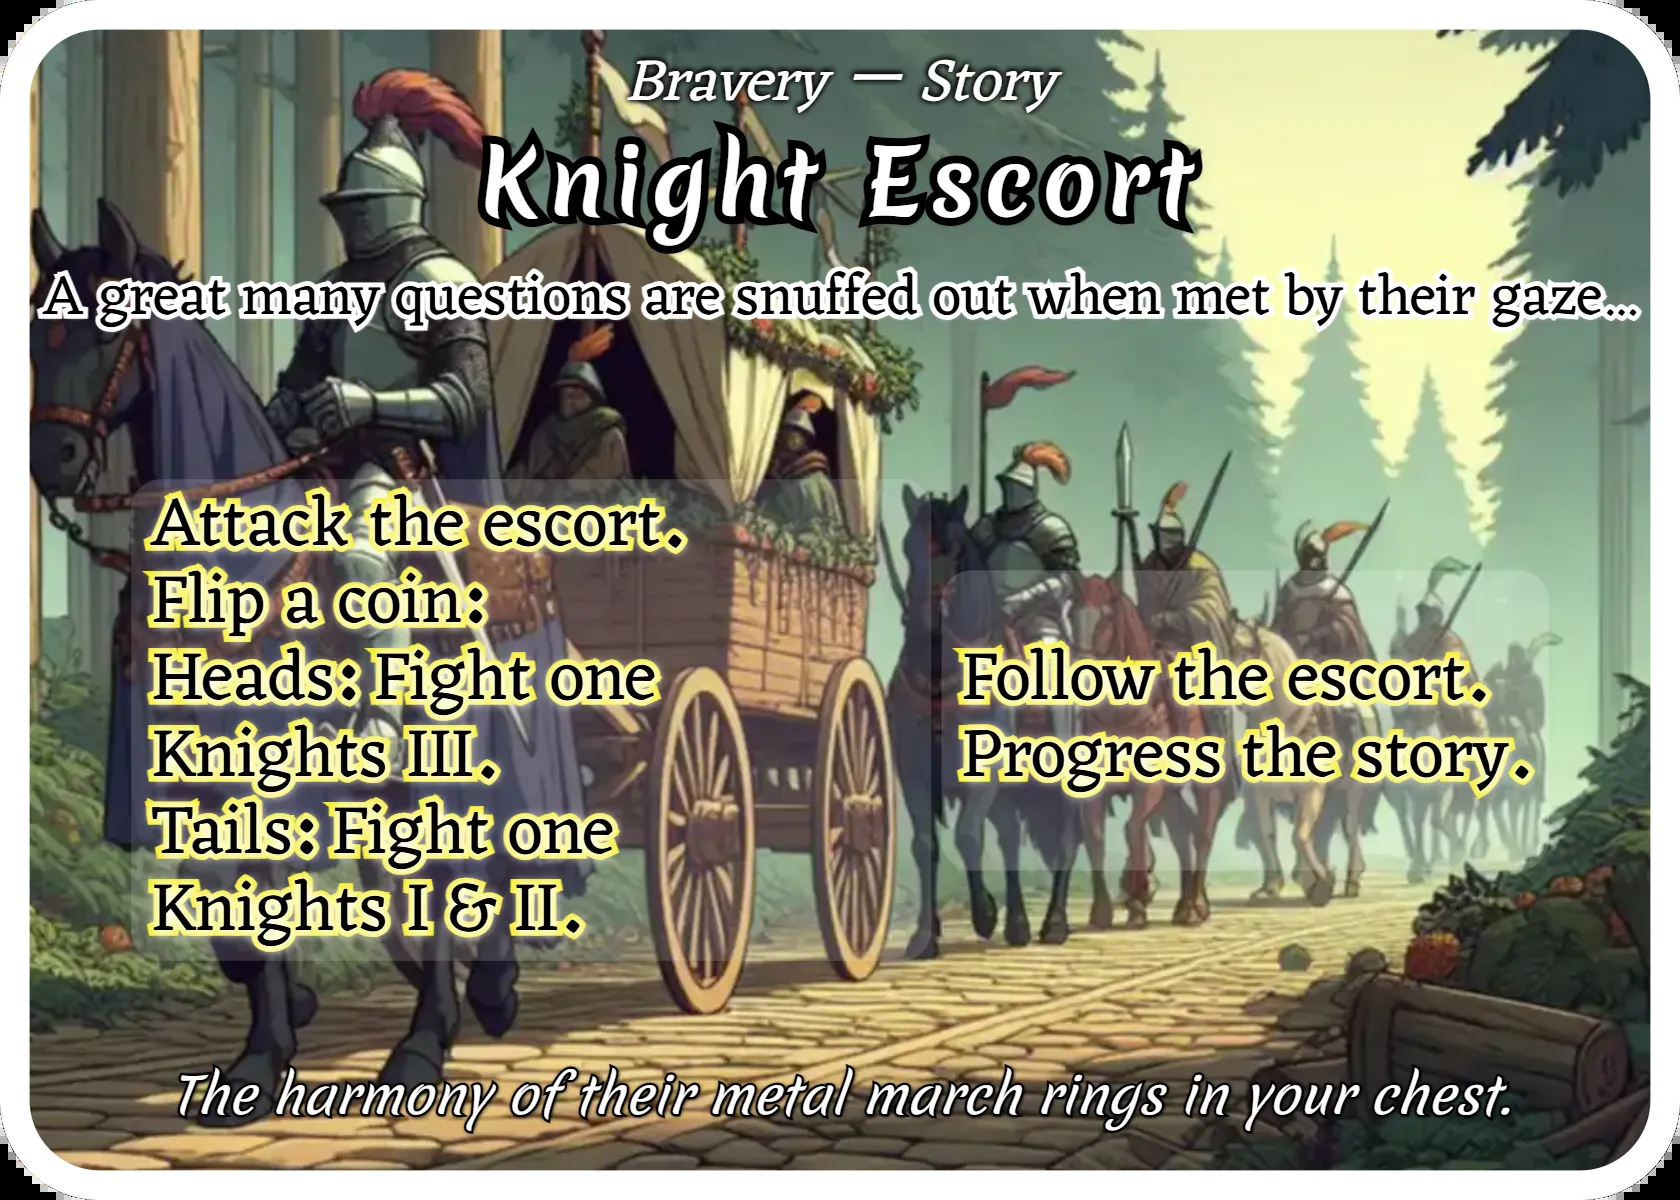 Bravery — Story
Knight Escort
A great many questions are snuffed out when met by their gaze...
Attack the escort.
Flip a coin:
Heads: Fight one
Knights III.
Tails: Fight one
Knights I & II.
Follow the escort.
Progress the story.
The harmony of their metal march rings in your chest.